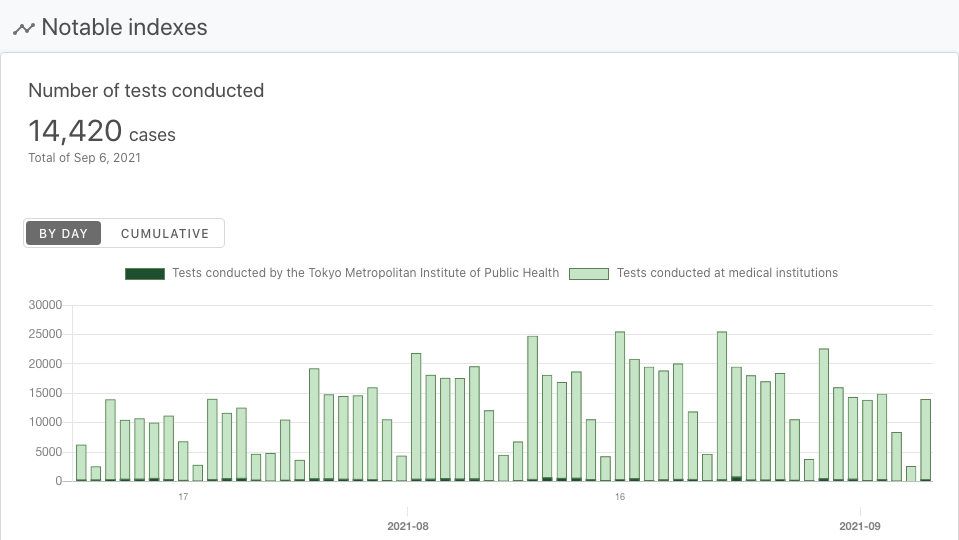 Notable indexes
Number of tests conducted
14,420 cases
Total of Sep 6, 2021
BY DAY CUMULATIVE
Tests conducted by the Tokyo Metropolitan Institute of Public Health Tests conducted at medical institutions
30000
25000
20000
15000
10000
5000
0
17 16
2021-08 2021-09